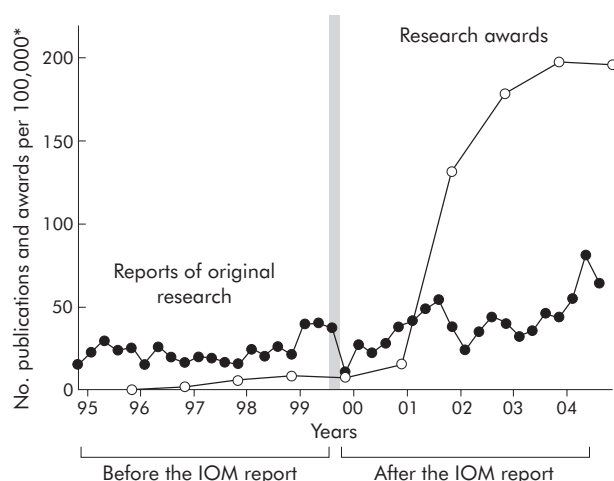 No. publications and awards per 100,000*
200
150
100
50
0
Research awards
Reports of original
research
95 96 97 98 99 00 01 02 03 04
Years
Before the IOM report After the IOM report